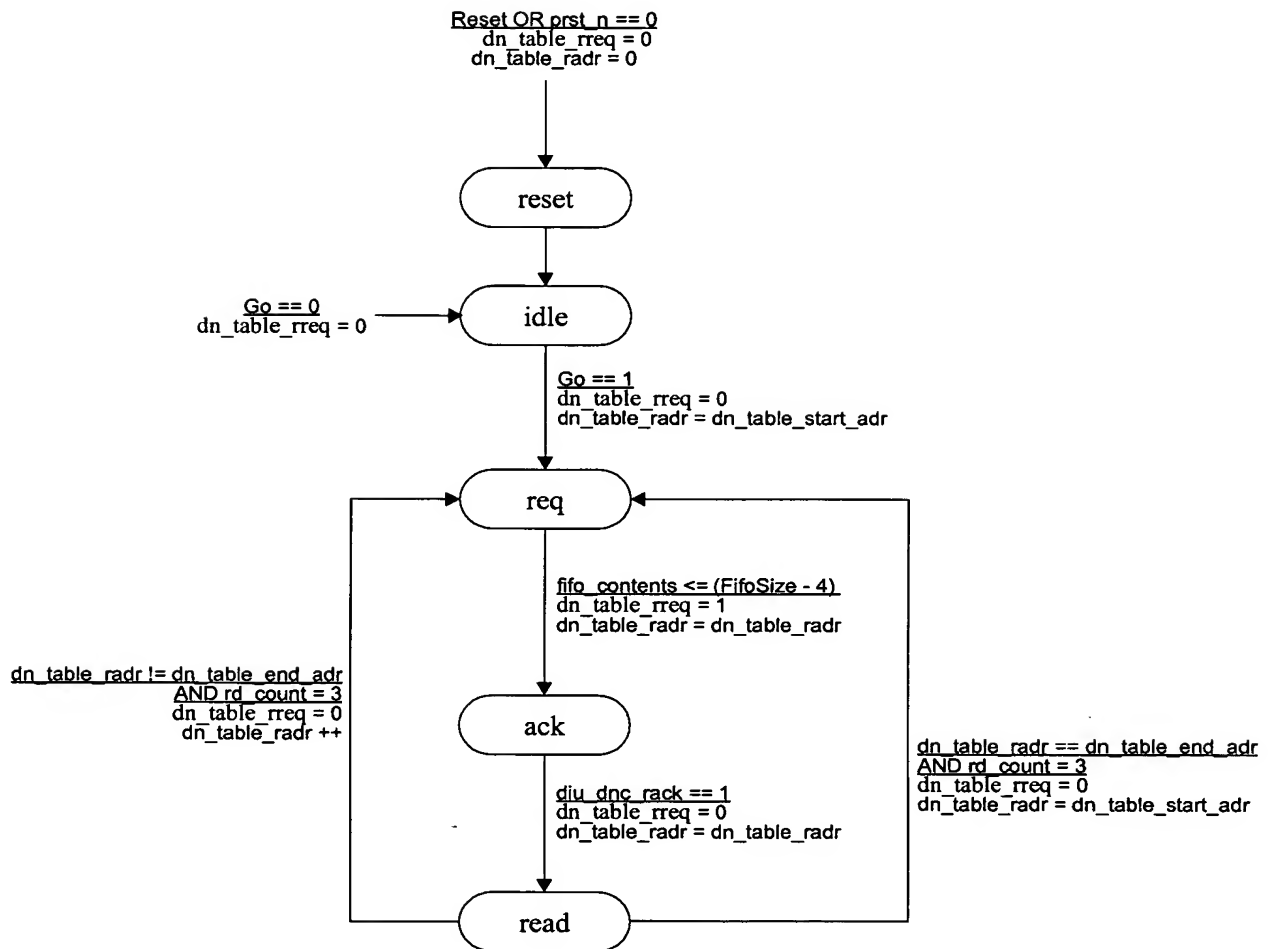 Reset OR prst_n == 0
dn_table_rreq = 0
dn_table_radr = 0
reset
Go == 0
dn_table_rreq = 0
idle
Go == 1
dn_table_rreq = 0
dn_table_radr = dn_table_start_adr
req
fifo_contents <= (FifoSize - 4)
dn_table_rreq = 1
dn_table_radr = dn_table_radr
dn_table_radr != dn_table_end_adr
AND rd_count = 3
dn_table_rreq = 0
dn_table_radr ++
ack
dn_table_radr == dn_table_end_adr
AND rd_count = 3
dn_table_rreq = 0
dn_table_radr = dn_table_start_adr
diu_dnc_rack == 1
dn_table_rreq = 0
dn_table_radr = dn_table_radr
read